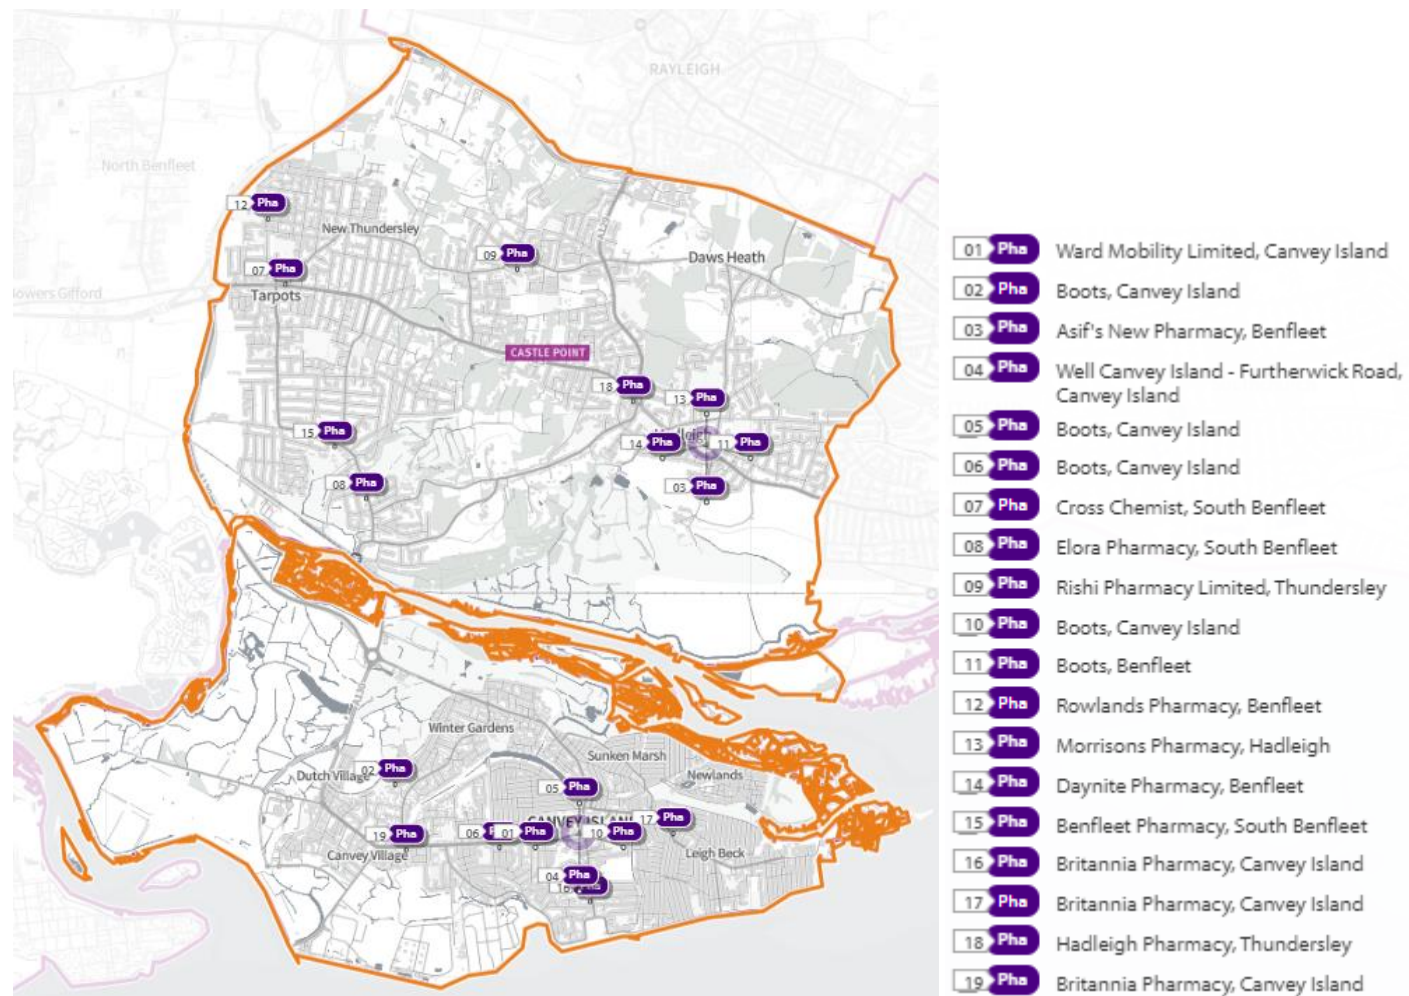 RAYLEIGH
North Benfleet
12 Pha
New Thundersley
09 Pha
Daws Heath
07 Pha
Bowers Gifford
Tarpots
CASTLE POINT
18 Pha
13 Pha
15 Pha
14 Pha
11 Pha
08 Pha
03 Pha
Winter Gardens
Sunken Marsh
Dutch Village
02 Pha
Newlands
05 Pha
17 Pha
19 Pha
06
01 Pha
CANVEY ISLAND
10 Pha
Canvey Village
Leigh Beck
04 Pha
16 Pha
01 Pha Ward Mobility Limited, Canvey Island
02 Pha Boots, Canvey Island
03 Pha Asif's New Pharmacy, Benfleet
04 Pha Well Canvey Island - Furtherwick Road,
Canvey Island
05 Pha Boots, Canvey Island
06 Pha Boots, Canvey Island
07 Pha Cross Chemist, South Benfleet
08 Pha Elora Pharmacy, South Benfleet
09 Pha Rishi Pharmacy Limited, Thundersley
10 Pha Boots, Canvey Island
11 Pha Boots, Benfleet
12 Pha Rowlands Pharmacy, Benfleet
13 Pha Morrisons Pharmacy, Hadleigh
14 Pha Daynite Pharmacy, Benfleet
15 Pha Benfleet Pharmacy, South Benfleet
16 Pha Britannia Pharmacy, Canvey Island
17 Pha Britannia Pharmacy, Canvey Island
18 Pha Hadleigh Pharmacy, Thundersley
19 Pha Britannia Pharmacy, Canvey Island